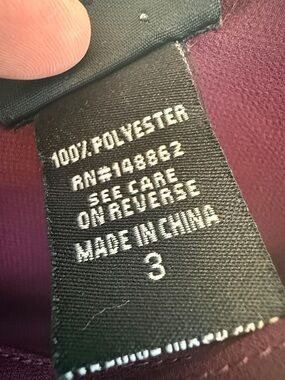 100% POLYESTER
RN#148862
SEE CARE
ON REVERSE
MADE IN CHINA
3